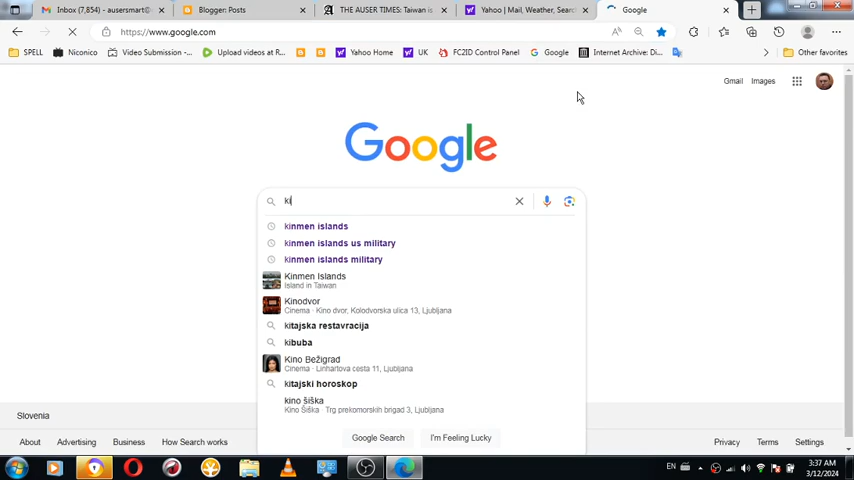 Inbox (7,854) - ausersmart@
Blogger: Posts
THE AUSER TIMES: Taiwan is
Yahoo | Mail, Weather, Search
Google
https://www.google.com
SPELL
Niconico
Video Submission -...
Upload videos at R...
Yahoo Home
UK
FC2ID Control Panel
Google
Internet Archive: Di...
Other favorites
Gmail
Images
Google
ki
kinmen islands
kinmen islands us military
kinmen islands military
Kinmen Islands
Island in Taiwan
Kinodvor
Cinema · Kino dvor, Kolodvorska ulica 13, Ljubljana
kitajska restavracija
kibuba
Kino Bežigrad
Cinema · Linhartova cesta 11, Ljubljana
kitajski horoskop
kino šiška
Kino Šiška · Trg prekomorskih brigad 3, Ljubljana
Google Search
I'm Feeling Lucky
Slovenia
About
Advertising
Business
How Search works
Privacy
Terms
Settings
EN
3:37 AM
3/12/2024